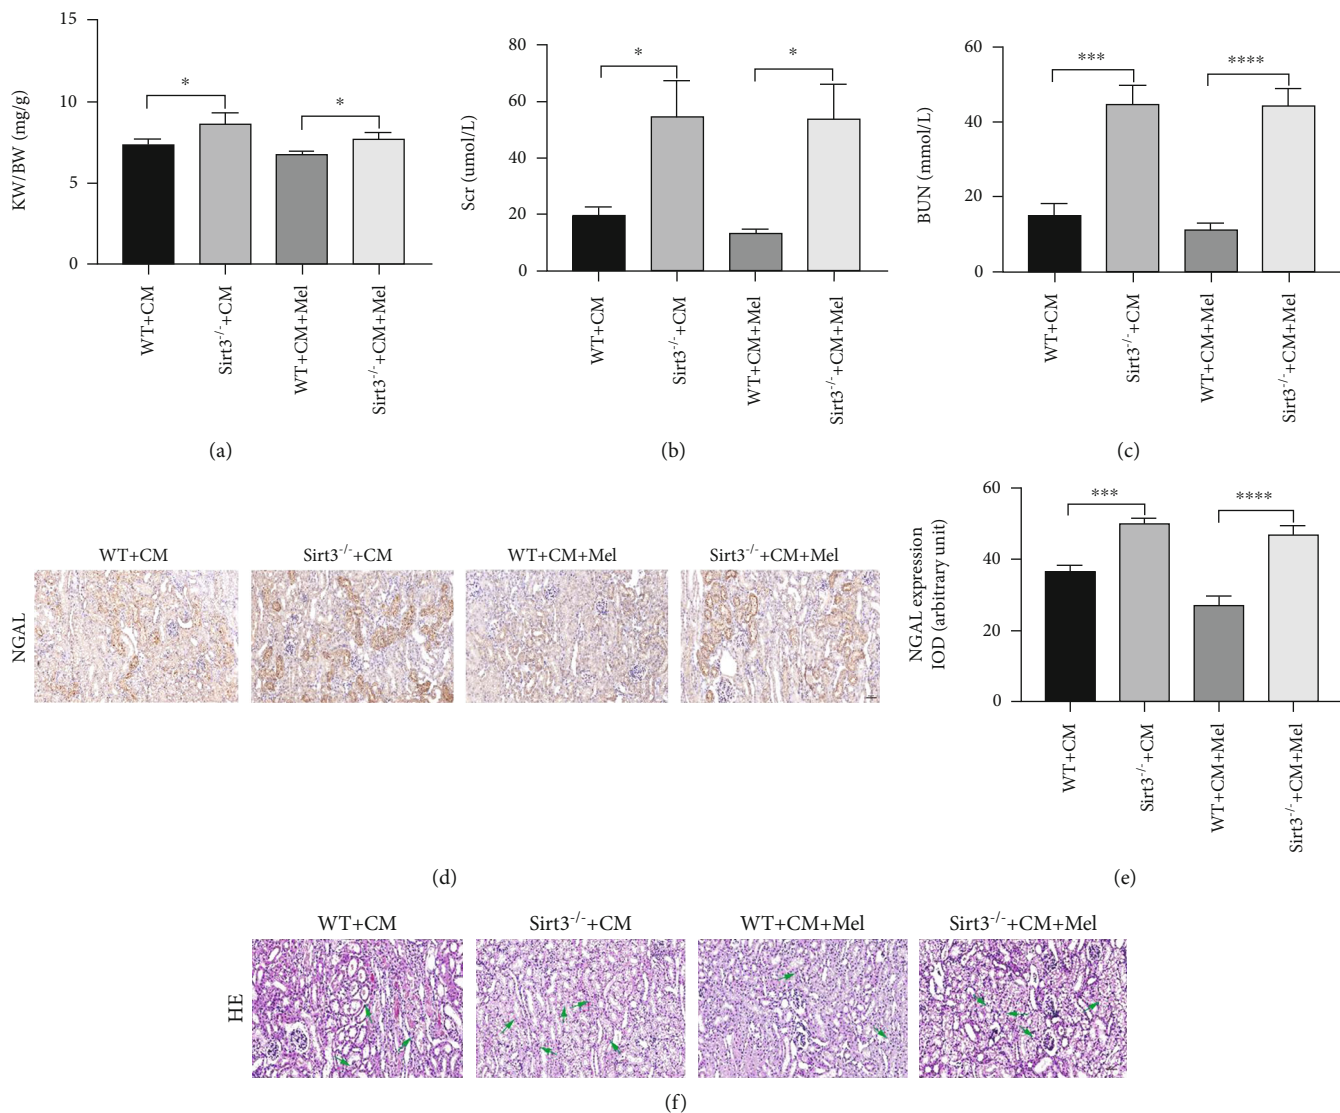 15
10
5
0
KW/BW (mg/g)
*
*
WT+CM
Sirt3-/-+CM
WT+CM+Mel
Sirt3-/-+CM+Mel
(a)
80
60
40
20
0
Scr (umol/L)
*
*
WT+CM
Sirt3-/-+CM
WT+CM+Mel
Sirt3-/-+CM+Mel
(b)
60
40
20
0
BUN (mmol/L)
***
****
WT+CM
Sirt3-/-+CM
WT+CM+Mel
Sirt3-/-+CM+Mel
(c)
WT+CM
Sirt3-/-+CM
WT+CM+Mel
Sirt3-/-+CM+Mel
NGAL
(d)
60
40
20
0
NGAL expression
IOD (arbitrary unit)
***
****
WT+CM
Sirt3-/-+CM
WT+CM+Mel
Sirt3-/-+CM+Mel
(e)
WT+CM
Sirt3-/-+CM
WT+CM+Mel
Sirt3-/-+CM+Mel
HE
(f)